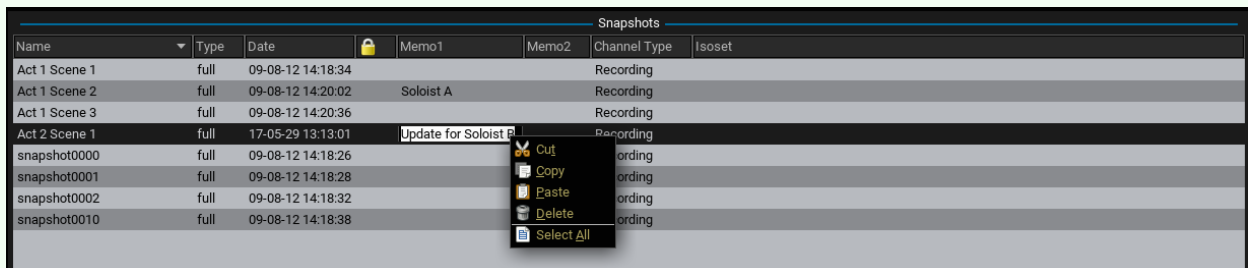 Snapshots
Name Type Date Memo1 Memo2 Channel Type Isoset
Act 1 Scene 1 full 09-08-12 14:18:34 Recording
Act 1 Scene 2 full 09-08-12 14:20:02 Soloist A Recording
Act 1 Scene 3 full 09-08-12 14:20:36 Recording
Act 2 Scene 1 full 17-05-29 13:13:01 Update for Soloist Recording
Cut
snapshot0000 full 09-08-12 14:18:26 ording
Copy
snapshot0001 full 09-08-12 14:18:28 ording
Paste
snapshot0002 full 09-08-12 14:18:32 ording
Delete
snapshot0010 full 09-08-12 14:18:38 ording
Select All